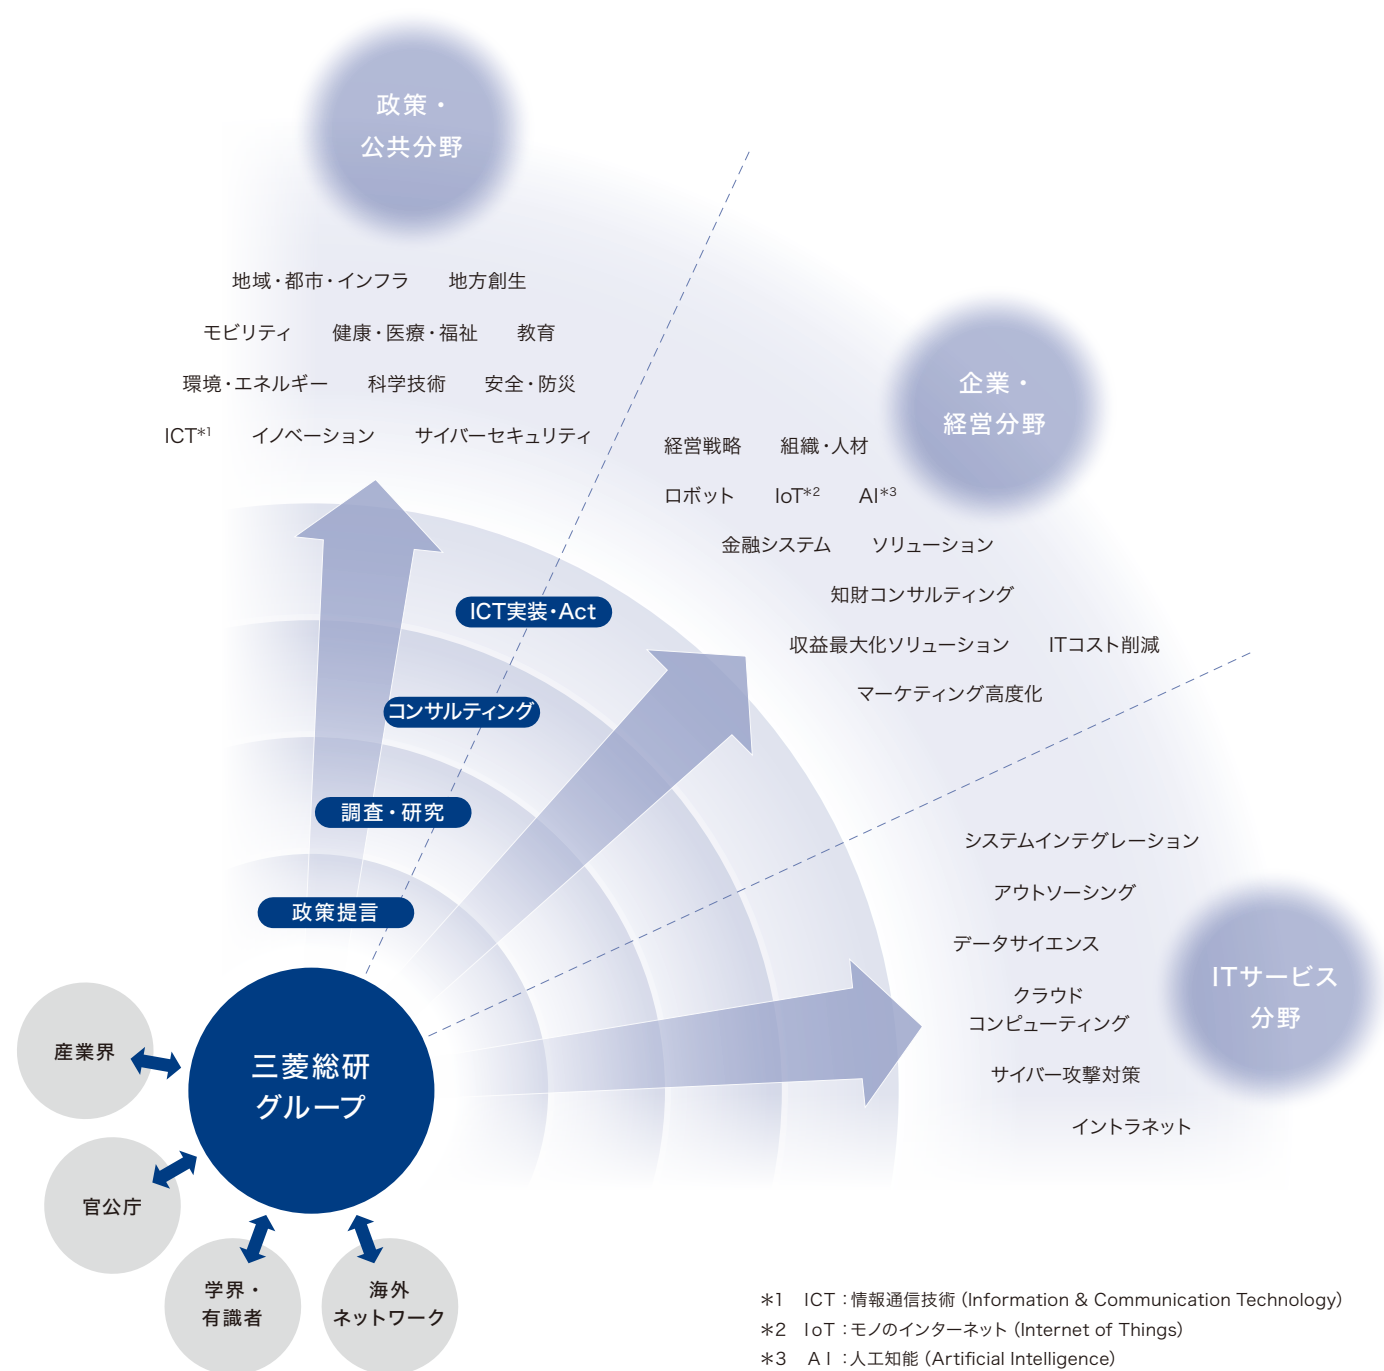 政策・
公共分野
地域・都市・インフラ 地方創生
モビリティ 健康・医療・福祉 教育
環境・エネルギー 科学技術 安全・防災
ICT*1 イノベーション サイバーセキュリティ
企業・
経営分野
経営戦略 組織・人材
ロボット IoT*2 AI*3
金融システム ソリューション
知財コンサルティング
収益最大化ソリューション ITコスト削減
マーケティング高度化
ICT実装・Act
コンサルティング
調査・研究
政策提言
システムインテグレーション
アウトソーシング
データサイエンス
クラウド
コンピューティング
サイバー攻撃対策
イントラネット
ITサービス
分野
三菱総研
グループ
産業界
官公庁
学界・
有識者
海外
ネットワーク
*1 ICT：情報通信技術（Information & Communication Technology）
*2 IoT：モノのインターネット（Internet of Things）
*3 AI：人工知能（Artificial Intelligence）